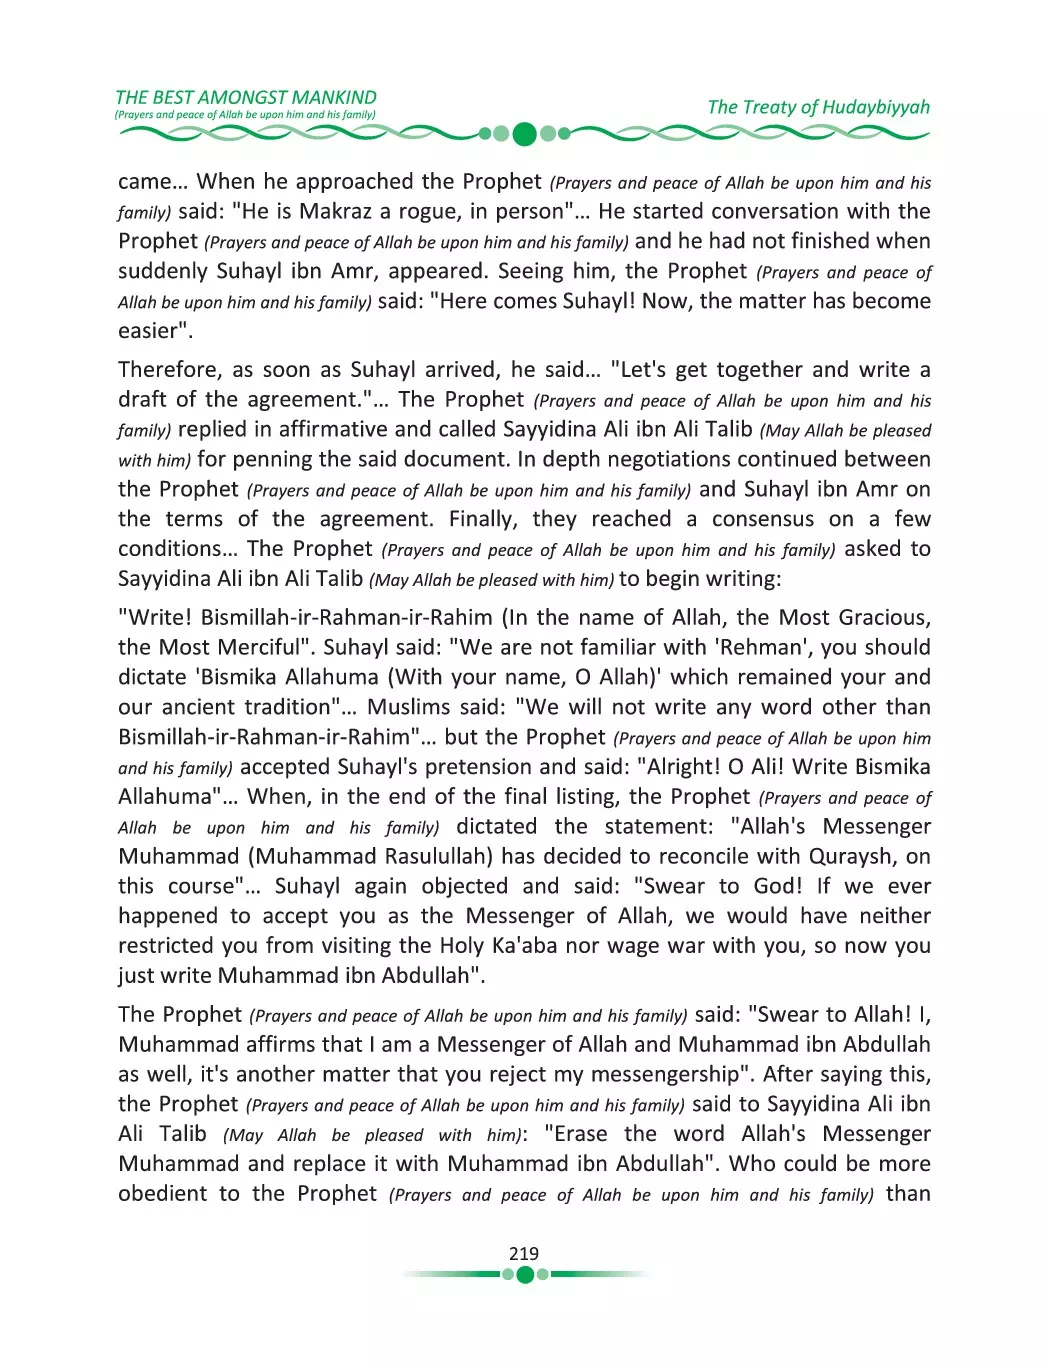 THE BEST AMONGST MANKIND
(Prayers and peace of Allah be upon him and his family)
The Treaty of Hudaybiyyah
came… When he approached the Prophet (Prayers and peace of Allah be upon him and his
family) said: "He is Makraz a rogue, in person"… He started conversation with the
Prophet (Prayers and peace of Allah be upon him and his family) and he had not finished when
suddenly Suhayl ibn Amr, appeared. Seeing him, the Prophet (Prayers and peace of
Allah be upon him and his family) said: "Here comes Suhayl! Now, the matter has become
easier".
Therefore, as soon as Suhayl arrived, he said… "Let's get together and write a
draft of the agreement."… The Prophet (Prayers and peace of Allah be upon him and his
family) replied in affirmative and called Sayyidina Ali ibn Ali Talib (May Allah be pleased
with him) for penning the said document. In depth negotiations continued between
the Prophet (Prayers and peace of Allah be upon him and his family) and Suhayl ibn Amr on
the terms of the agreement. Finally, they reached a consensus on a few
conditions… The Prophet (Prayers and peace of Allah be upon him and his family) asked to
Sayyidina Ali ibn Ali Talib (May Allah be pleased with him) to begin writing:
"Write! Bismillah-ir-Rahman-ir-Rahim (In the name of Allah, the Most Gracious,
the Most Merciful". Suhayl said: "We are not familiar with 'Rehman', you should
dictate 'Bismika Allahuma (With your name, O Allah)' which remained your and
our ancient tradition"… Muslims said: "We will not write any word other than
Bismillah-ir-Rahman-ir-Rahim"… but the Prophet (Prayers and peace of Allah be upon him
and his family) accepted Suhayl's pretension and said: "Alright! O Ali! Write Bismika
Allahuma"… When, in the end of the final listing, the Prophet (Prayers and peace of
Allah be upon him and his family) dictated the statement: "Allah's Messenger
Muhammad (Muhammad Rasulullah) has decided to reconcile with Quraysh, on
this course"… Suhayl again objected and said: "Swear to God! If we ever
happened to accept you as the Messenger of Allah, we would have neither
restricted you from visiting the Holy Ka'aba nor wage war with you, so now you
just write Muhammad ibn Abdullah".
The Prophet (Prayers and peace of Allah be upon him and his family) said: "Swear to Allah! I,
Muhammad affirms that I am a Messenger of Allah and Muhammad ibn Abdullah
as well, it's another matter that you reject my messengership". After saying this,
the Prophet (Prayers and peace of Allah be upon him and his family) said to Sayyidina Ali ibn
Ali Talib (May Allah be pleased with him): "Erase the word Allah's Messenger
Muhammad and replace it with Muhammad ibn Abdullah". Who could be more
obedient to the Prophet (Prayers and peace of Allah be upon him and his family) than
219